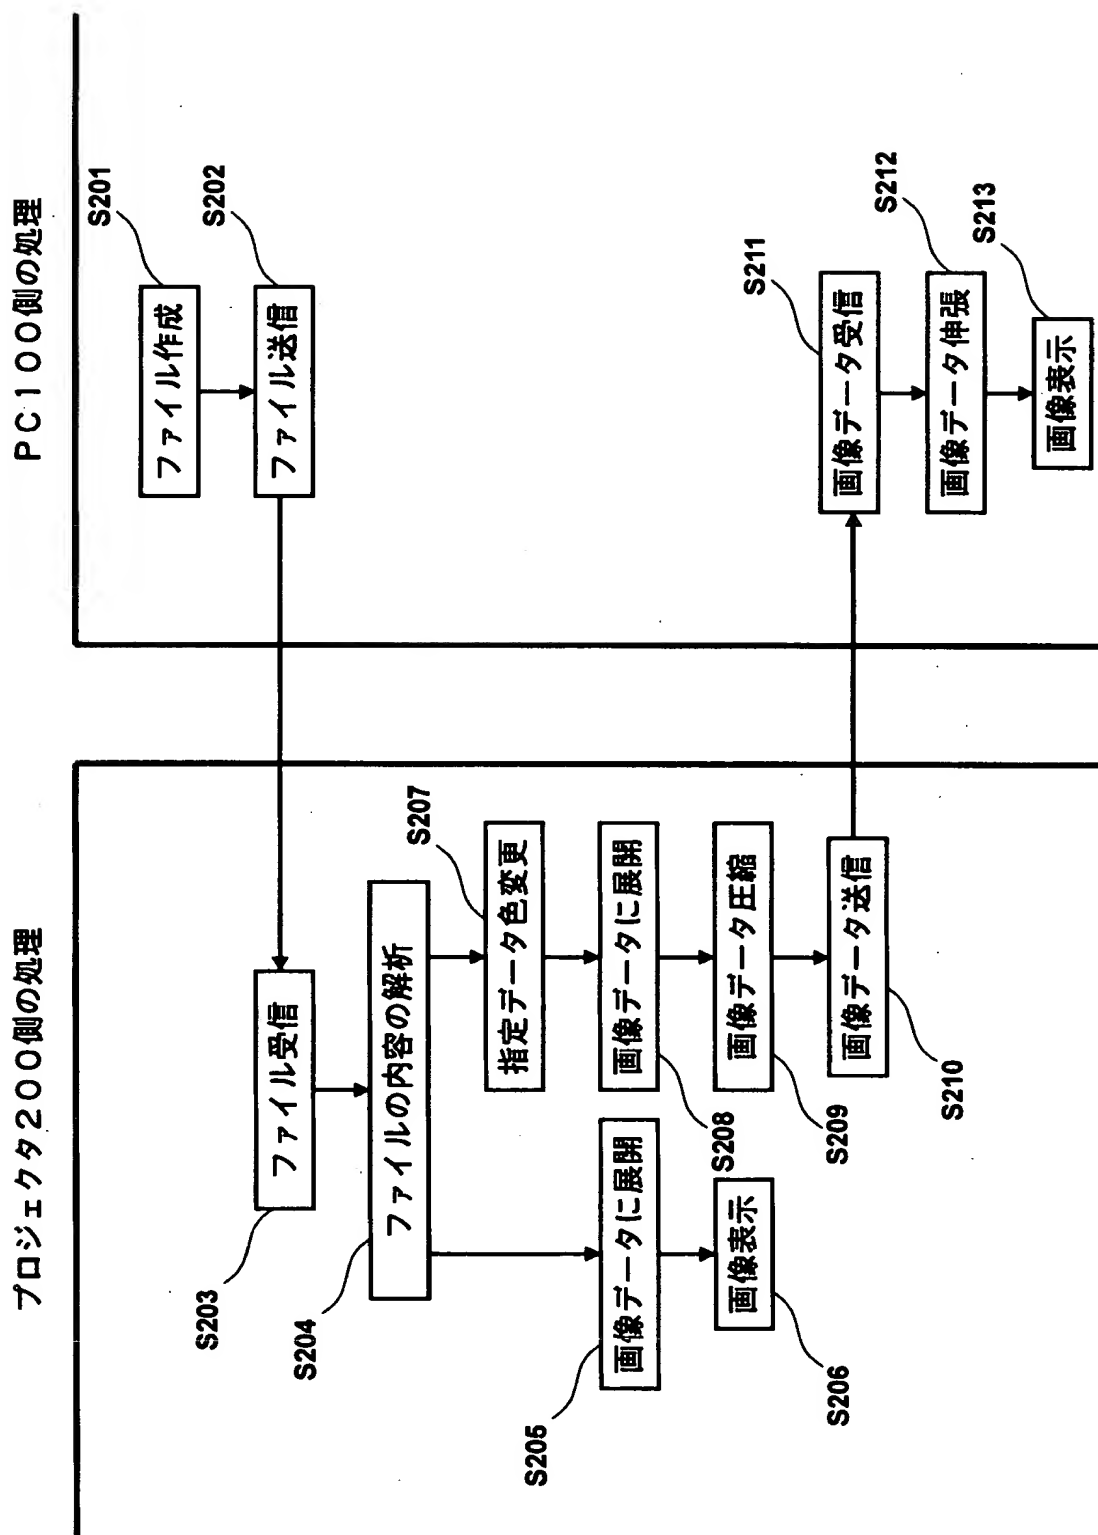 プロジェクタ200側の処理
PC100側の処理
ファイル作成
S201
ファイル送信
S202
ファイル受信
S203
ファイルの内容の解析
S204
画像データに展開
S205
画像表示
S206
指定データ色変更
S207
画像データに展開
S208
画像データ圧縮
S209
画像データ送信
S210
画像データ受信
S211
画像データ伸張
S212
画像表示
S213